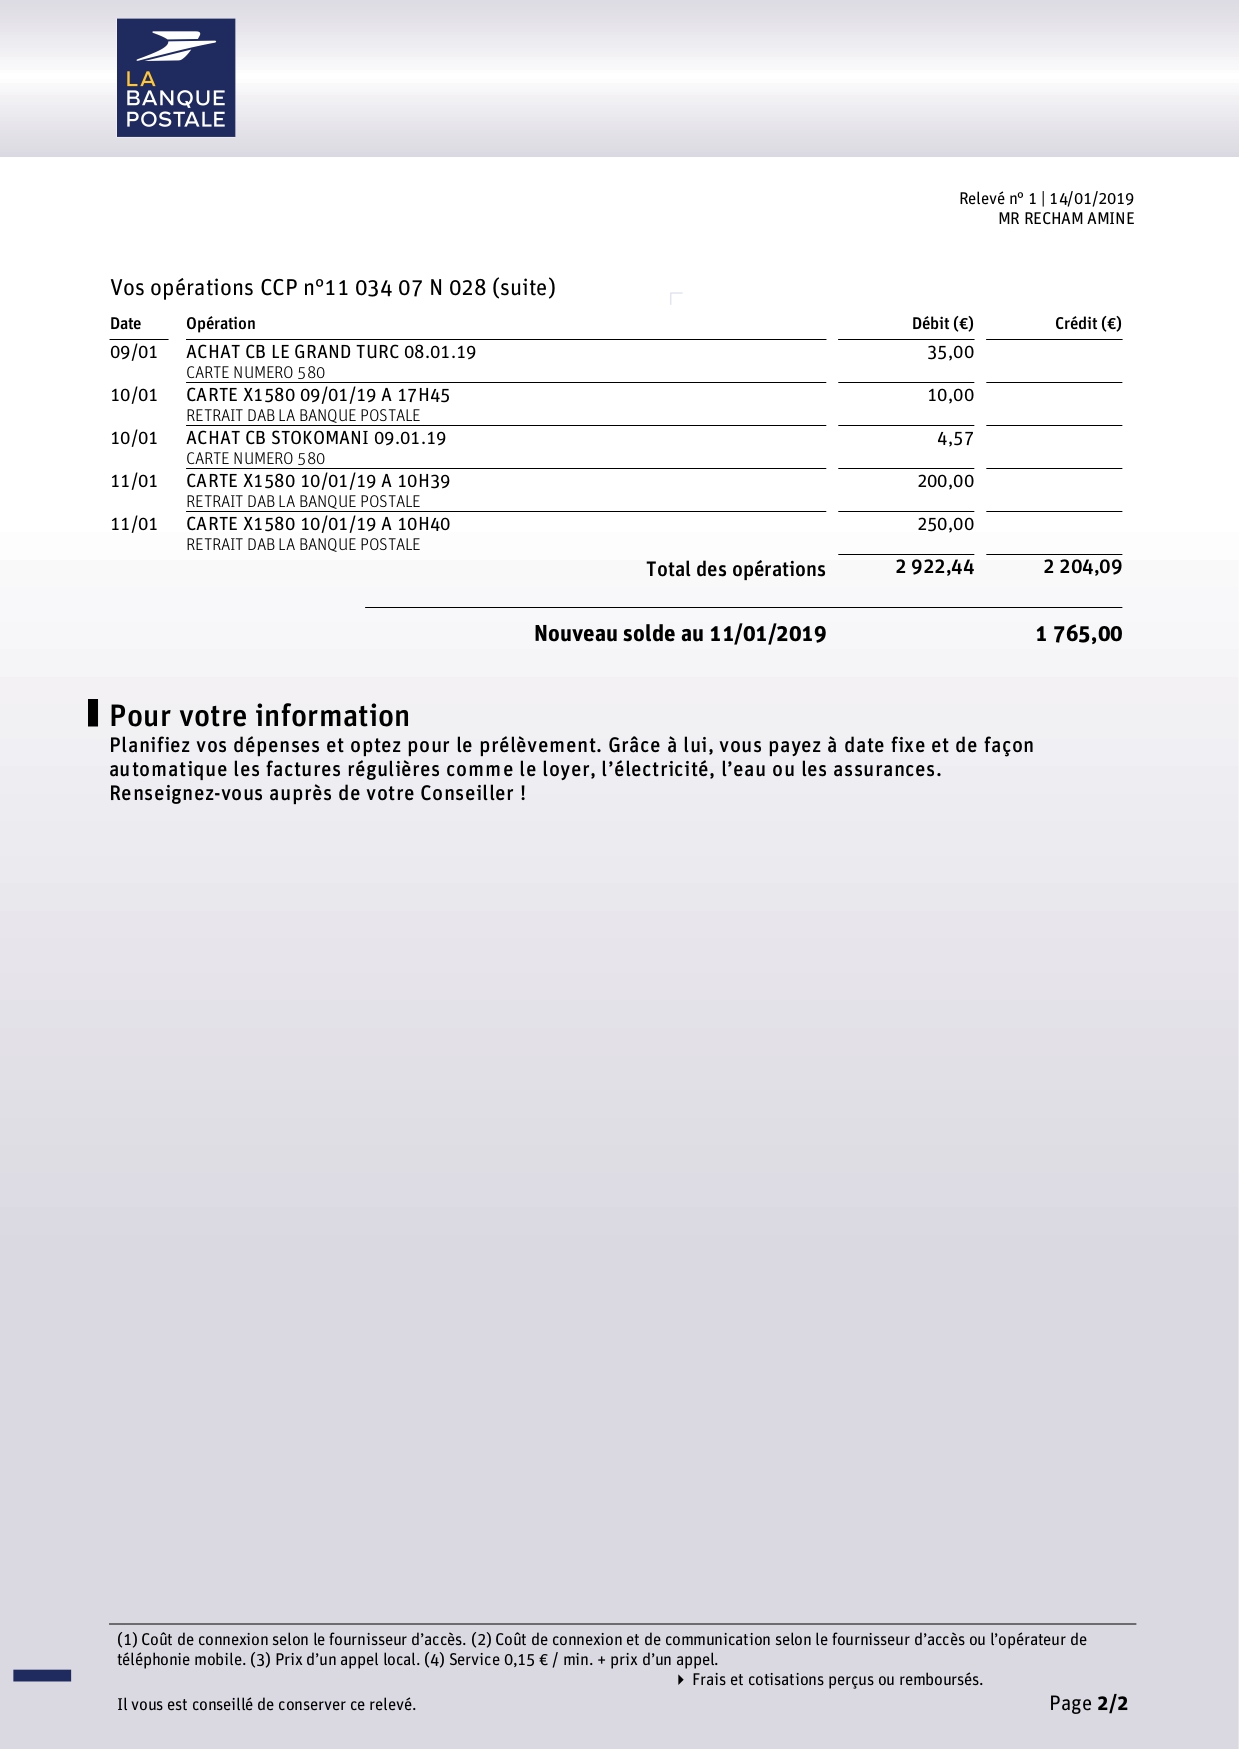 LA
BANQUE
POSTALE
Relevé n° 1 | 14/01/2019
MR RECHAM AMINE
Vos opérations CCP n°11 034 07 N 028 (suite)
Date Opération Débit (€) Crédit (€)
09/01 ACHAT CB LE GRAND TURC 08.01.19 35,00
CARTE NUMERO 580
10/01 CARTE X1580 09/01/19 A 17H45 10,00
RETRAIT DAB LA BANQUE POSTALE
10/01 ACHAT CB STOKOMANI 09.01.19 4,57
CARTE NUMERO 580
11/01 CARTE X1580 10/01/19 A 10H39 200,00
RETRAIT DAB LA BANQUE POSTALE
11/01 CARTE X1580 10/01/19 A 10H40 250,00
RETRAIT DAB LA BANQUE POSTALE
Total des opérations 2 922,44 2 204,09
Nouveau solde au 11/01/2019 1 765,00
Pour votre information
Planifiez vos dépenses et optez pour le prélèvement. Grâce à lui, vous payez à date fixe et de façon
automatique les factures régulières comme le loyer, l’électricité, l’eau ou les assurances.
Renseignez-vous auprès de votre Conseiller !
(1) Coût de connexion selon le fournisseur d’accès. (2) Coût de connexion et de communication selon le fournisseur d’accès ou l’opérateur de
téléphonie mobile. (3) Prix d’un appel local. (4) Service 0,15 € / min. + prix d’un appel.
Frais et cotisations perçus ou remboursés.
Il vous est conseillé de conserver ce relevé. Page 2/2